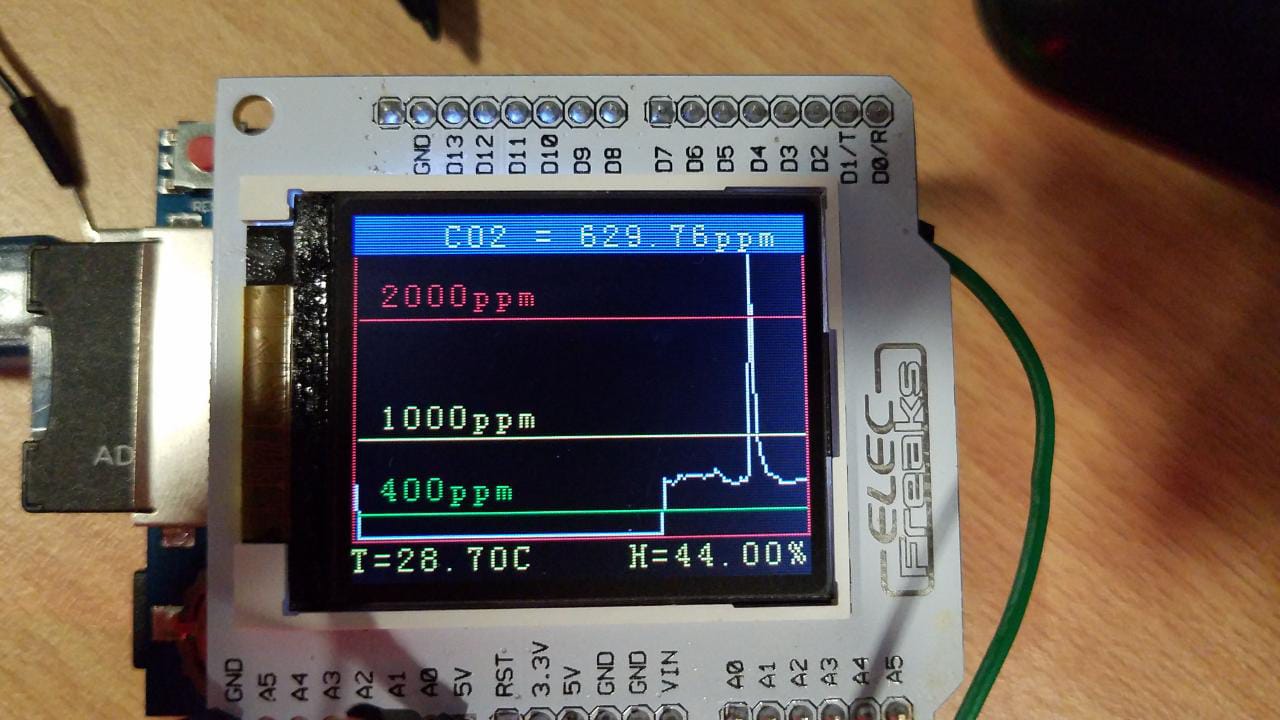 GND D13 D12 D11 D10 D9 D8 D7 D6 D5 D4 D3 D2 D1/T D0/R
CO2 = 629.76ppm
2000ppm
1000ppm
400ppm
T=28.70C H=44.00%
AD
ELEC
Freaks
GND A5 A4 A3 A2 A1 A0 5V RST 3.3V 5V GND GND VIN A0 A1 A2 A3 A4 A5